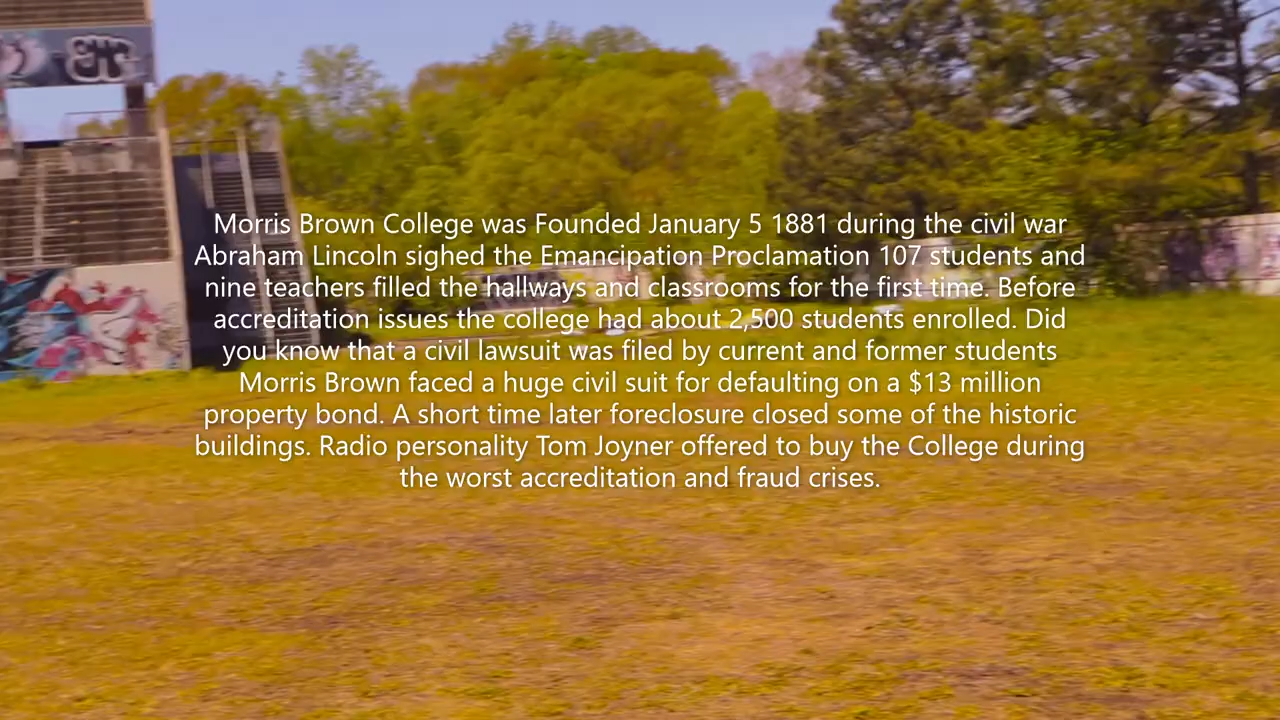 Morris Brown College was Founded January 5 1881 during the civil war
Abraham Lincoln sighed the Emancipation Proclamation 107 students and
nine teachers filled the hallways and classrooms for the first time. Before
accreditation issues the college had about 2,500 students enrolled. Did
you know that a civil lawsuit was filed by current and former students
Morris Brown faced a huge civil suit for defaulting on a $13 million
property bond. A short time later foreclosure closed some of the historic
buildings. Radio personality Tom Joyner offered to buy the College during
the worst accreditation and fraud crises.